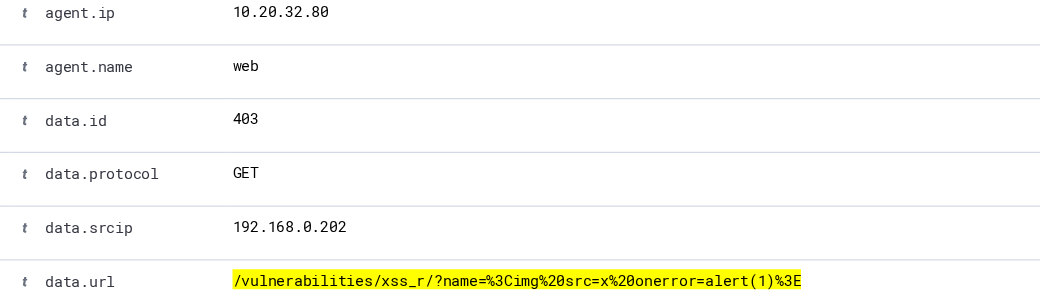 t agent.ip 10.20.32.80
t agent.name web
t data.id 403
t data.protocol GET
t data.srcip 192.168.0.202
t data.url /vulnerabilities/xss_r/?name=%3Cimg%20src=x%20onerror=alert(1)%3E